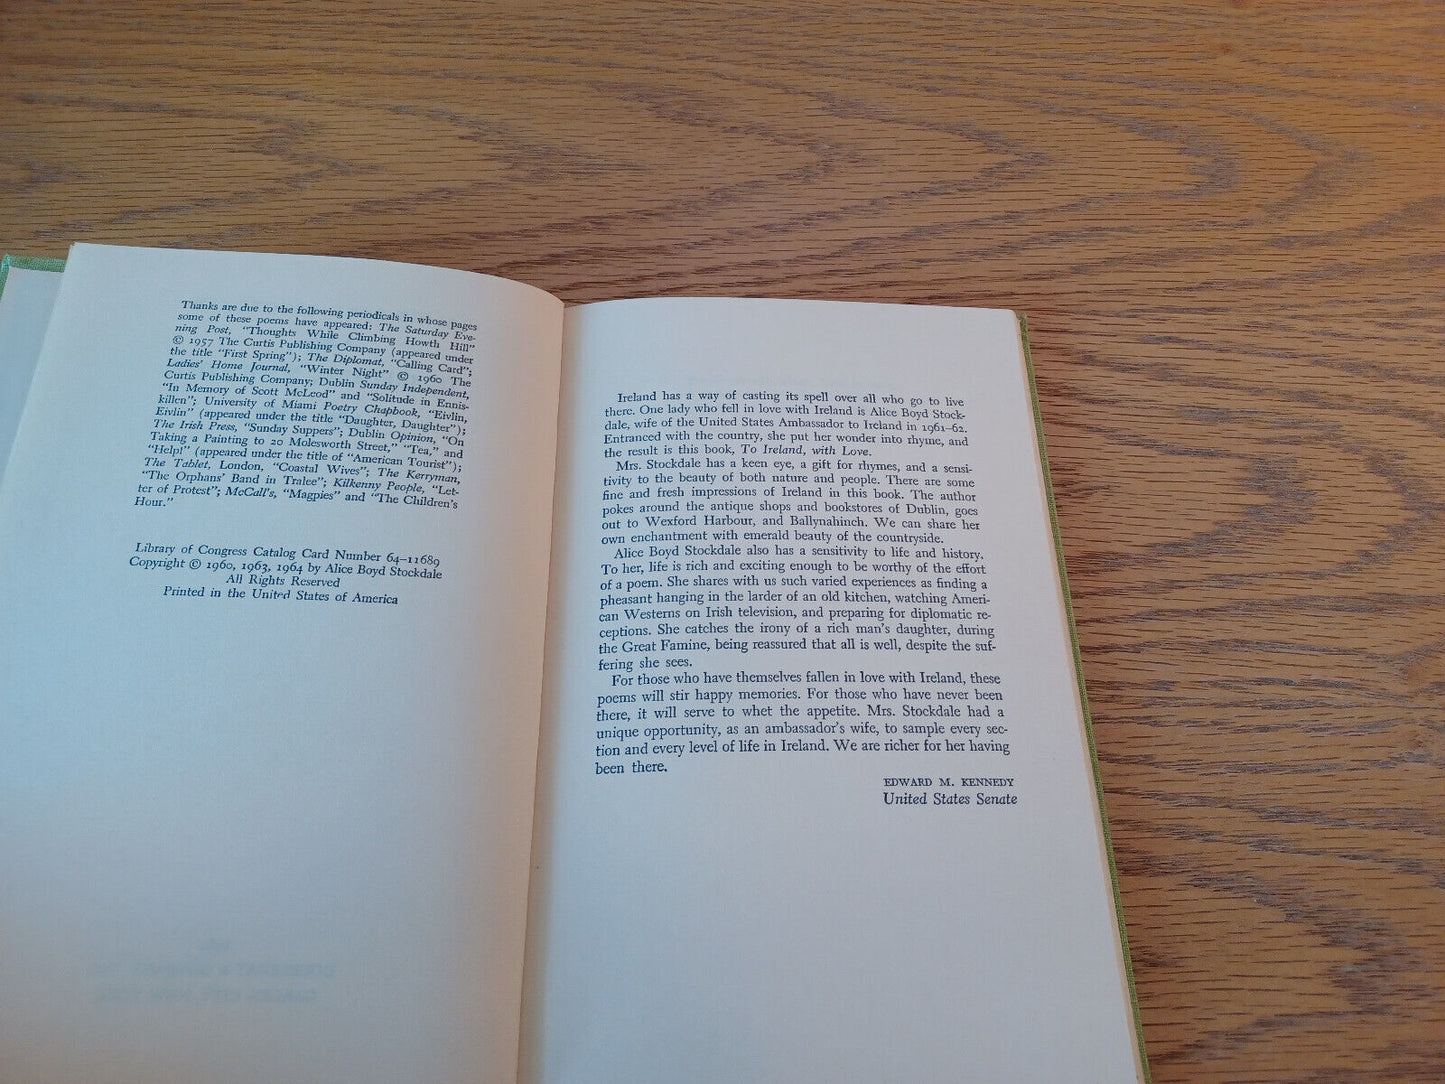 Thanks are due to the following periodicals in whose pages
some of these poems have appeared: The Saturday Eve-
ning Post, "Thoughts While Climbing Howth Hill"
© 1957 The Curtis Publishing Company (appeared under
the title "First Spring"); The Diplomat, "Calling Card";
Ladies' Home Journal, "Winter Night" © 1960 The
Curtis Publishing Company; Dublin Sunday Independent,
"In Memory of Scott McLeod" and "Solitude in Ennis-
killen"; University of Miami Poetry Chapbook, "Eivlin,
Eivlin" (appeared under the title "Daughter, Daughter");
The Irish Press, "Sunday Suppers"; Dublin Opinion, "On
Taking a Painting to 20 Molesworth Street," "Tea," and
"Help!" (appeared under the title of "American Tourist");
The Tablet, London, "Coastal Wives"; The Kerryman,
"The Orphans' Band in Tralee"; Kilkenny People, "Let-
ter of Protest"; McCall's, "Magpies" and "The Children's
Hour."
Library of Congress Catalog Card Number 64–11689
Copyright © 1960, 1963, 1964 by Alice Boyd Stockdale
All Rights Reserved
Printed in the United States of America
Ireland has a way of casting its spell over all who go to live
there. One lady who fell in love with Ireland is Alice Boyd Stock-
dale, wife of the United States Ambassador to Ireland in 1961–62.
Entranced with the country, she put her wonder into rhyme, and
the result is this book, To Ireland, with Love.
Mrs. Stockdale has a keen eye, a gift for rhymes, and a sensi-
tivity to the beauty of both nature and people. There are some
fine and fresh impressions of Ireland in this book. The author
pokes around the antique shops and bookstores of Dublin, goes
out to Wexford Harbour, and Ballynahinch. We can share her
own enchantment with emerald beauty of the countryside.
Alice Boyd Stockdale also has a sensitivity to life and history.
To her, life is rich and exciting enough to be worthy of the effort
of a poem. She shares with us such varied experiences as finding a
pheasant hanging in the larder of an old kitchen, watching Ameri-
can Westerns on Irish television, and preparing for diplomatic re-
ceptions. She catches the irony of a rich man's daughter, during
the Great Famine, being reassured that all is well, despite the suf-
fering she sees.
For those who have themselves fallen in love with Ireland, these
poems will stir happy memories. For those who have never been
there, it will serve to whet the appetite. Mrs. Stockdale had a
unique opportunity, as an ambassador's wife, to sample every sec-
tion and every level of life in Ireland. We are richer for her having
been there.
EDWARD M. KENNEDY
United States Senate